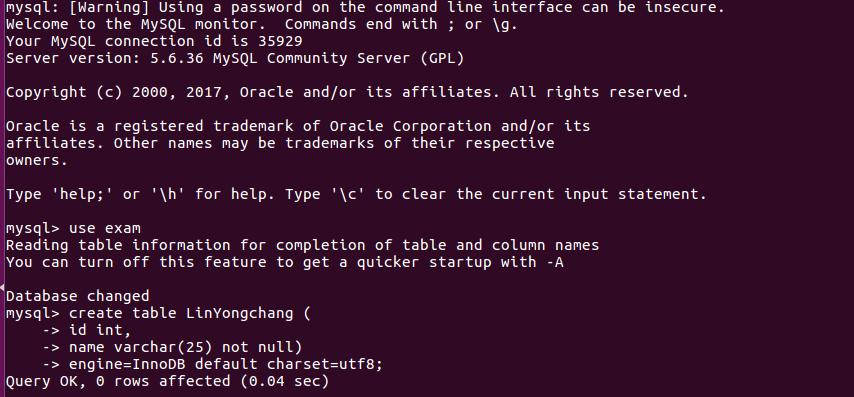 mysql: [Warning] Using a password on the command line interface can be insecure.
Welcome to the MySQL monitor.  Commands end with ; or \g.
Your MySQL connection id is 35929
Server version: 5.6.36 MySQL Community Server (GPL)
Copyright (c) 2000, 2017, Oracle and/or its affiliates. All rights reserved.
Oracle is a registered trademark of Oracle Corporation and/or its
affiliates. Other names may be trademarks of their respective
owners.
Type 'help;' or '\h' for help. Type '\c' to clear the current input statement.
mysql> use exam
Reading table information for completion of table and column names
You can turn off this feature to get a quicker startup with -A
Database changed
mysql> create table LinYongchang (
    -> id int,
    -> name varchar(25) not null)
    -> engine=InnoDB default charset=utf8;
Query OK, 0 rows affected (0.04 sec)